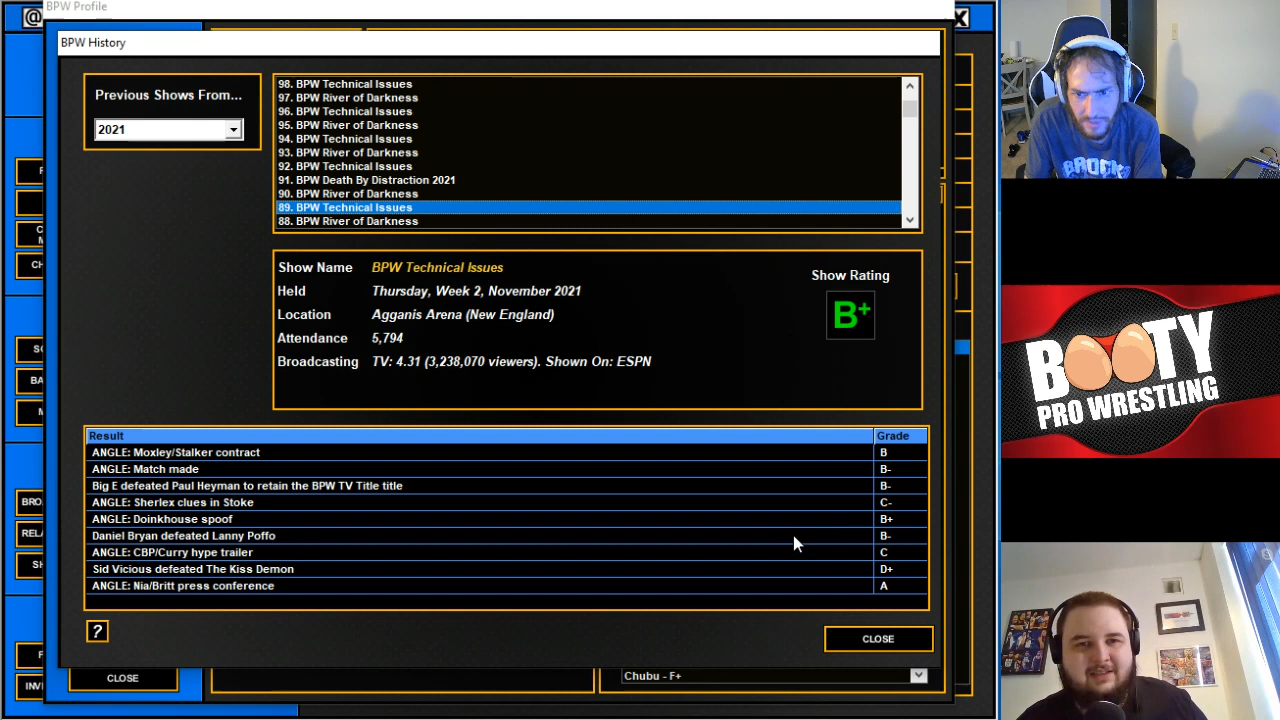 BPW Profile
BPW History
X
Previous Shows From...
2021
98. BPW Technical Issues
97. BPW River of Darkness
96. BPW Technical Issues
95. BPW River of Darkness
94. BPW Technical Issues
93. BPW River of Darkness
92. BPW Technical Issues
91. BPW Death By Distraction 2021
90. BPW River of Darkness
89. BPW Technical Issues
88. BPW River of Darkness
Show Name BPW Technical Issues
Held Thursday, Week 2, November 2021
Location Agganis Arena (New England)
Attendance 5,794
Broadcasting TV: 4.31 (3,238,070 viewers). Shown On: ESPN
Show Rating
B+
Result Grade
ANGLE: Moxley/Stalker contract B
ANGLE: Match made B-
Big E defeated Paul Heyman to retain the BPW TV Title title B-
ANGLE: Sherlex clues in Stoke C-
ANGLE: Doinkhouse spoof B+
Daniel Bryan defeated Lanny Poffo B-
ANGLE: CBP/Curry hype trailer C
Sid Vicious defeated The Kiss Demon D+
ANGLE: Nia/Britt press conference A
?
CLOSE
CLOSE
Chubu - F+
BOOTY
PRO WRESTLING